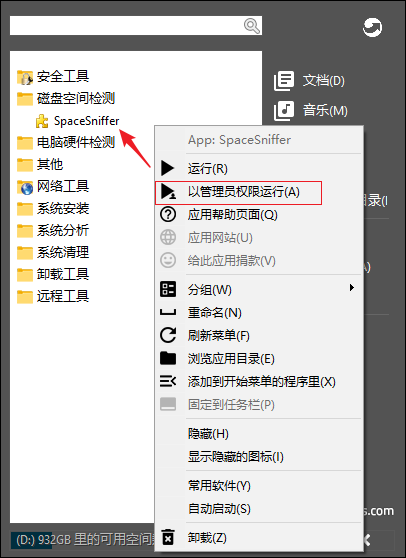 安全工具
磁盘空间检测
SpaceSniffer
电脑硬件检测
其他
网络工具
系统安装
系统分析
系统清理
卸载工具
远程工具
文档(D)
音乐(M)
App: SpaceSniffer
运行(R)
以管理员权限运行(A)
应用帮助页面(Q)
应用网站(U)
给此应用捐款(V)
分组(W)
重命名(N)
刷新菜单(F)
浏览应用目录(E)
添加到开始菜单的程序里(X)
固定到任务栏(P)
隐藏(H)
显示隐藏的图标(I)
常用软件(Y)
自动启动(S)
卸载(Z)
目录(I
A)
s.com
(D:) 932GB 里的可用空间